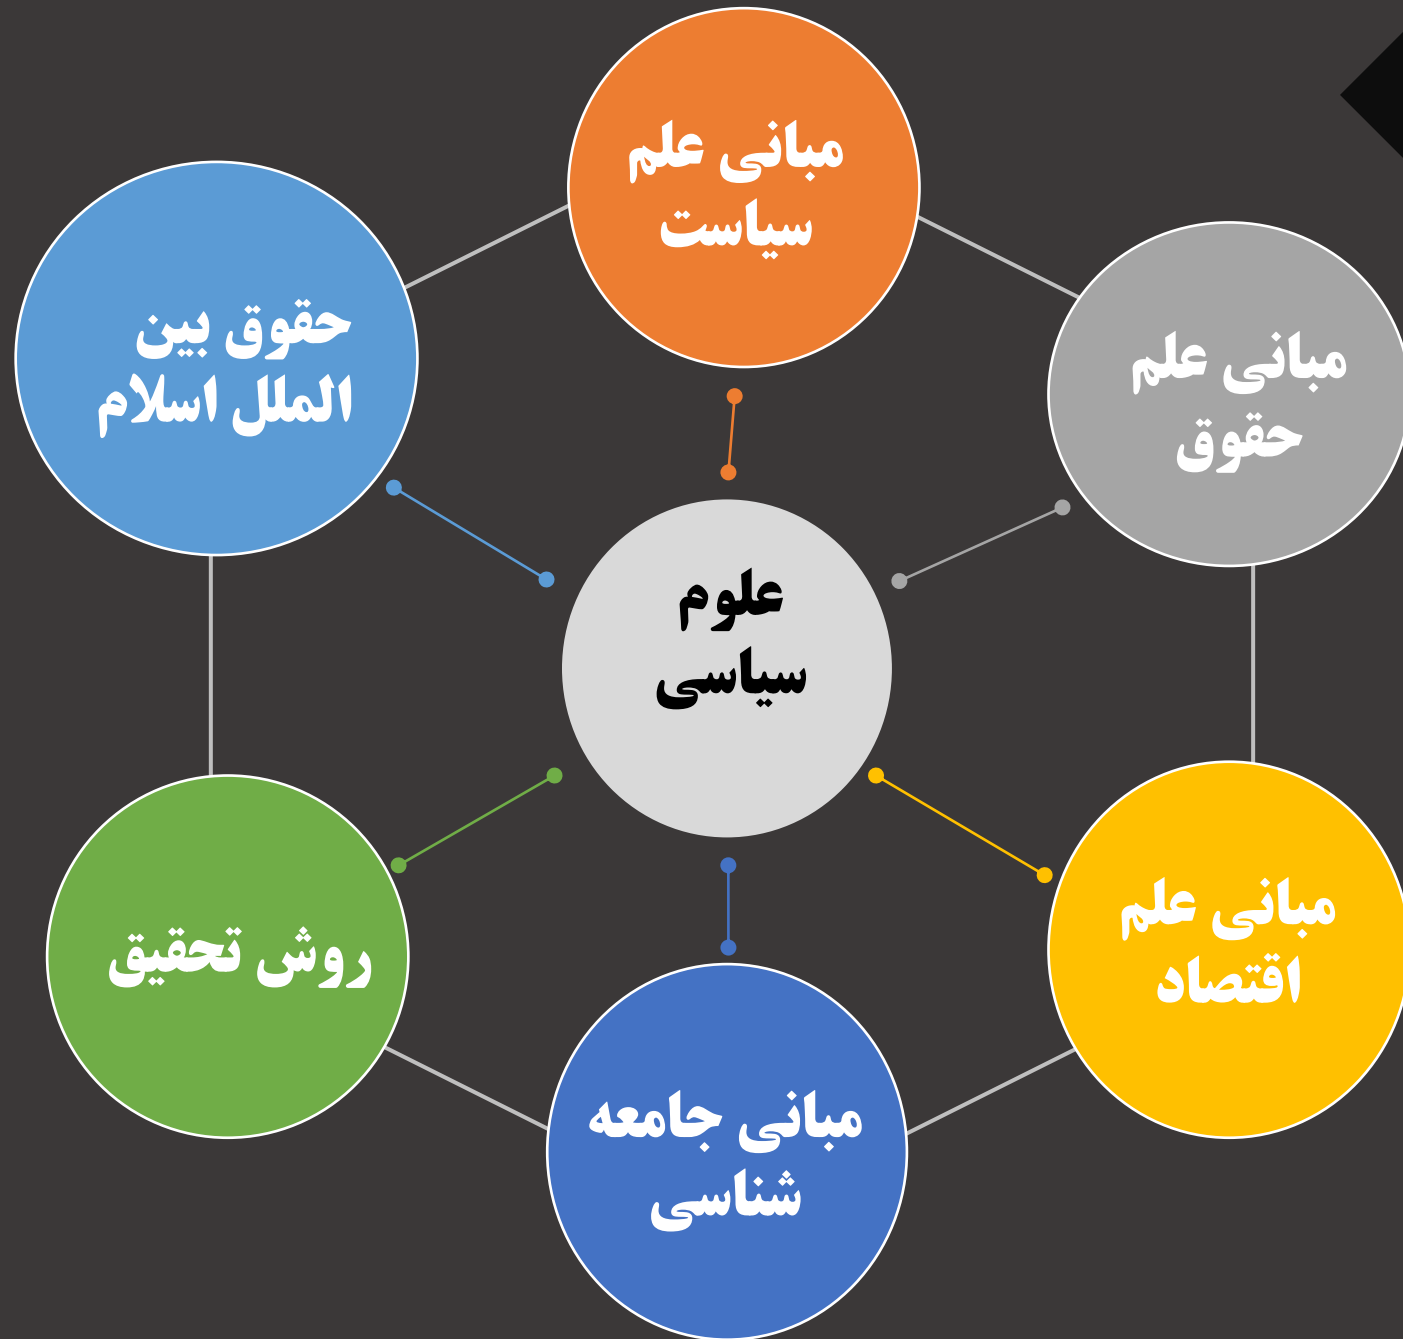 مبانی علم
سیاست
مبانی علم
حقوق
حقوق بین
الملل اسلام
علوم
سیاسی
مبانی علم
اقتصاد
روش تحقیق
مبانی جامعه
شناسی